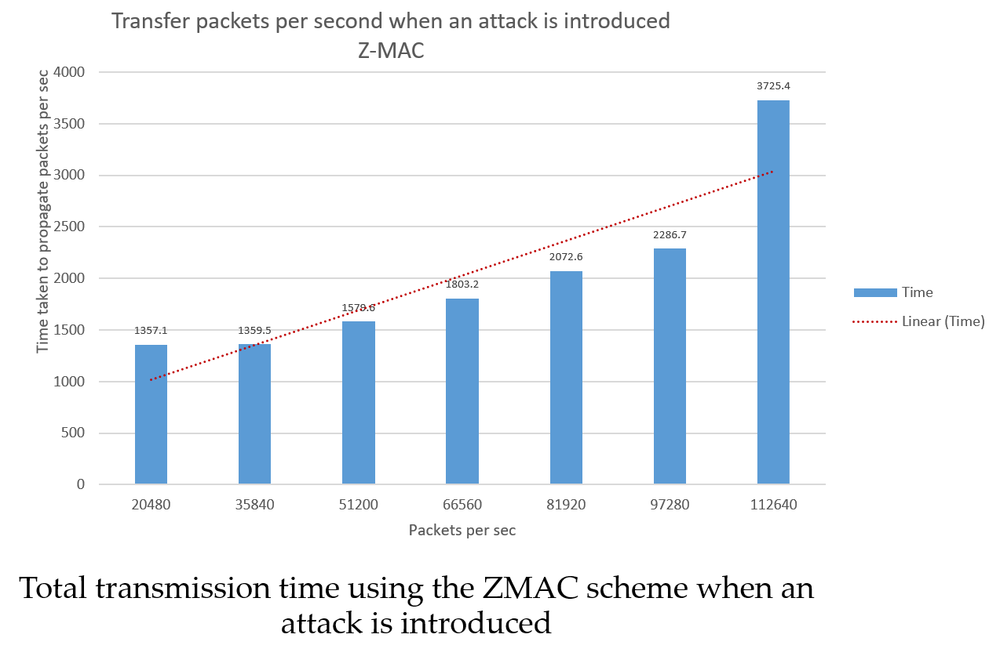 Transfer packets per second when an attack is introduced
Z-MAC
Time taken to propagate packets per sec
4000
3500
3000
2500
2000
1500
1000
500
0
1357.1
1359.5
1579.6
1803.2
2072.6
2286.7
3725.4
20480
35840
51200
66560
81920
97280
112640
Packets per sec
Time
Linear (Time)
Total transmission time using the ZMAC scheme when an
attack is introduced